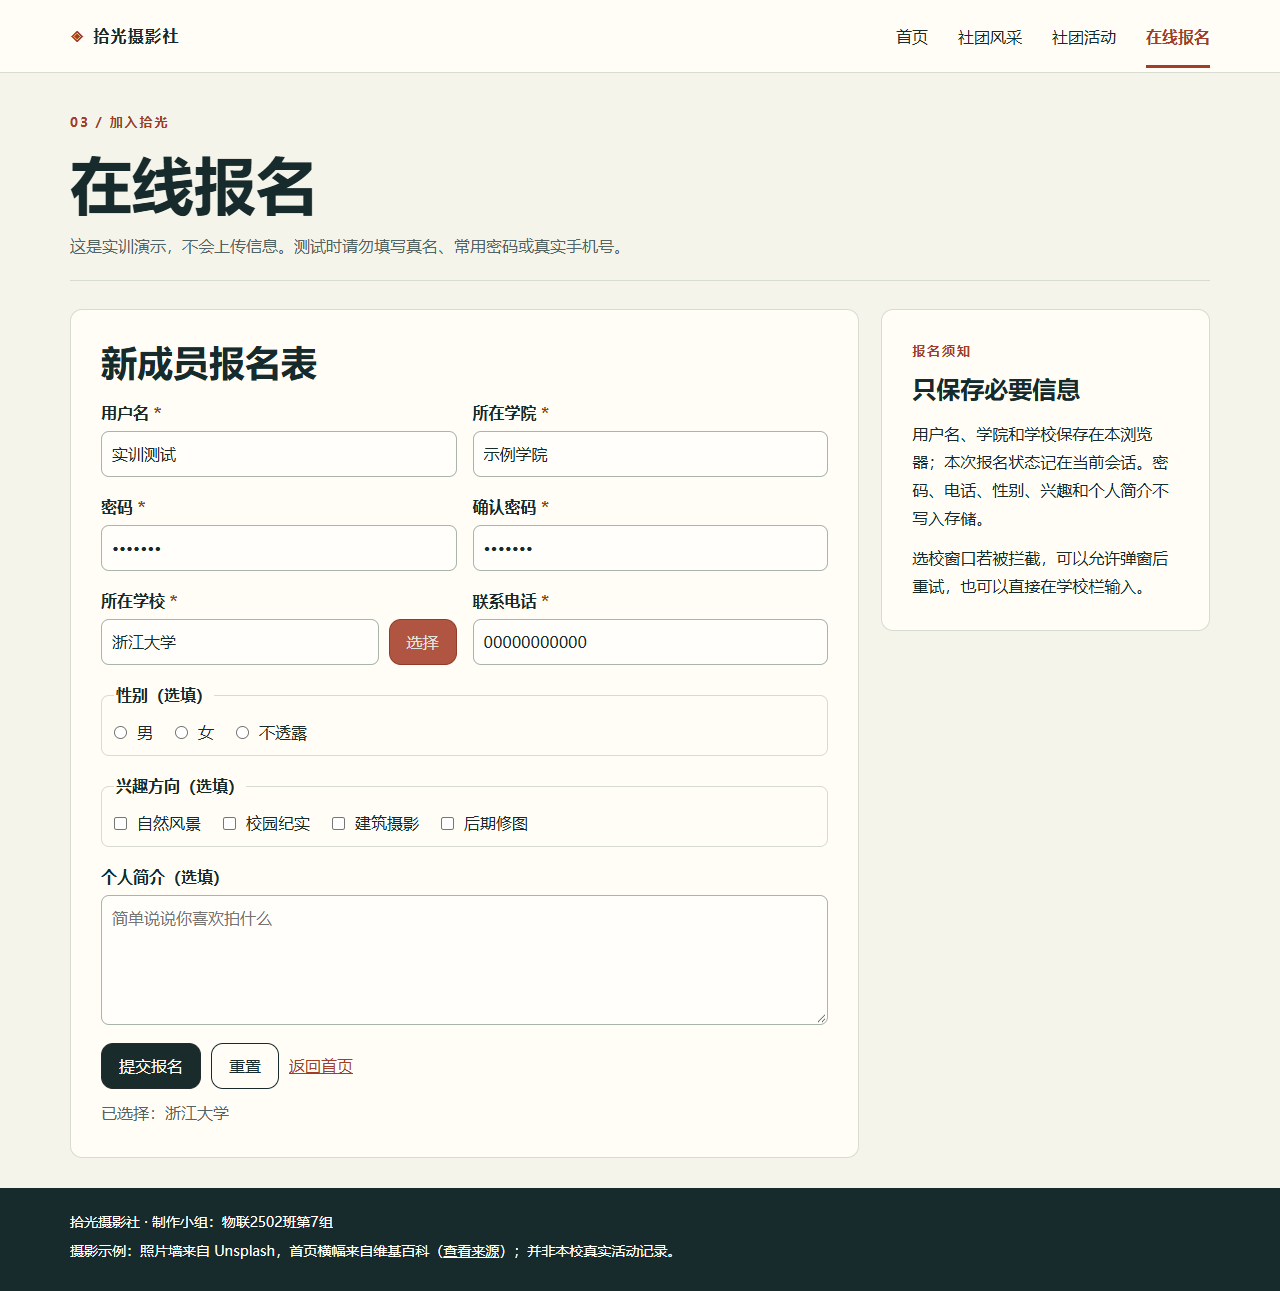 ◈ 拾光摄影社
首页 社团风采 社团活动 在线报名
03 / 加入拾光
在线报名
这是实训演示，不会上传信息。测试时请勿填写真名、常用密码或真实手机号。
新成员报名表
用户名 * 所在学院 *
实训测试 示例学院
密码 * 确认密码 *
••••••• •••••••
所在学校 * 联系电话 *
浙江大学 选择 00000000000
性别（选填）
男 女 不透露
兴趣方向（选填）
自然风景 校园纪实 建筑摄影 后期修图
个人简介（选填）
简单说说你喜欢拍什么
提交报名 重置 返回首页
已选择：浙江大学
报名须知
只保存必要信息
用户名、学院和学校保存在本浏览
器；本次报名状态记在当前会话。密
码、电话、性别、兴趣和个人简介不
写入存储。
选校窗口若被拦截，可以允许弹窗后
重试，也可以直接在学校栏输入。
拾光摄影社 · 制作小组：物联2502班第7组
摄影示例：照片墙来自 Unsplash，首页横幅来自维基百科（查看来源）；并非本校真实活动记录。